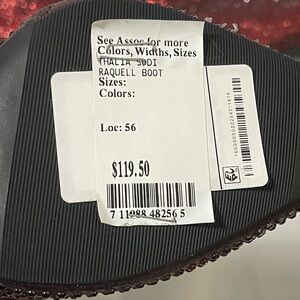 See Assoc for more
Colors, Widths, Sizes
THALIA SODI
RAQUELL BOOT
Sizes:
Colors:
Loc: 56
$119.50
7 11988 48256 5